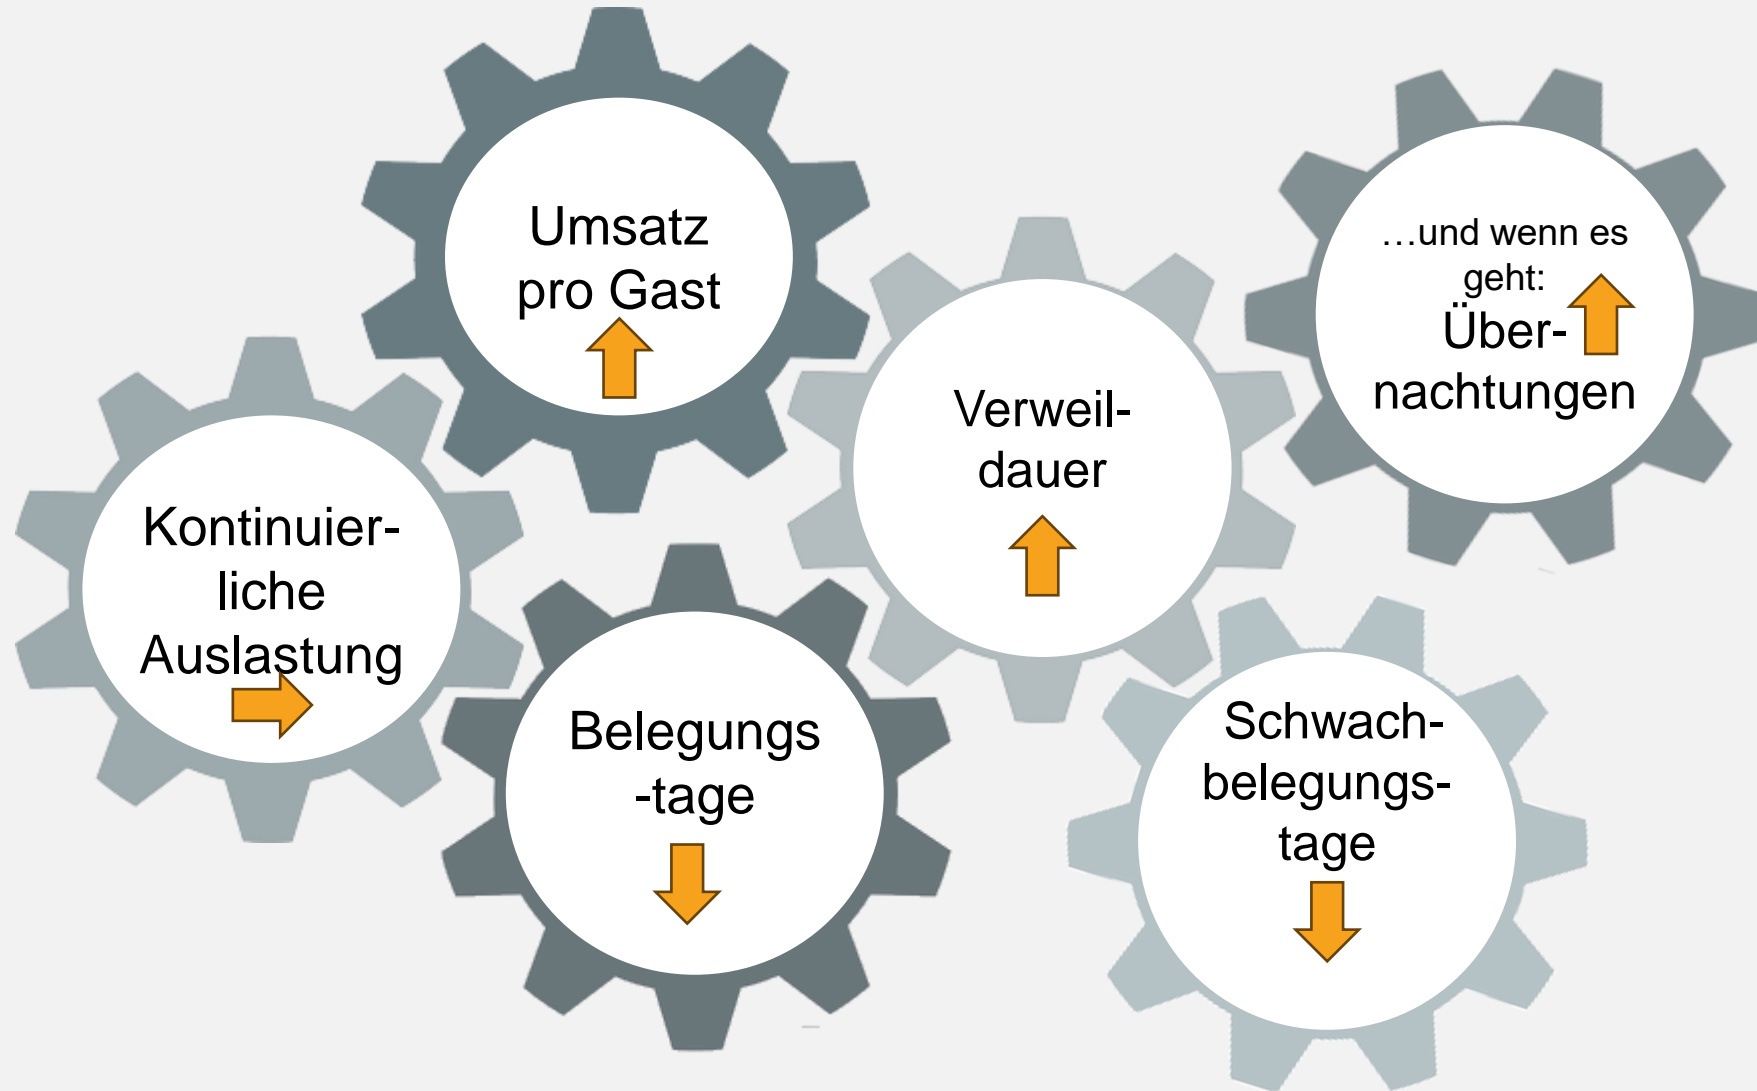 Umsatz
pro Gast
…und wenn es
geht:
Über-
nachtungen
Verweil-
dauer
Kontinuier-
liche
Auslastung
Belegungs
-tage
Schwach-
belegungs-
tage